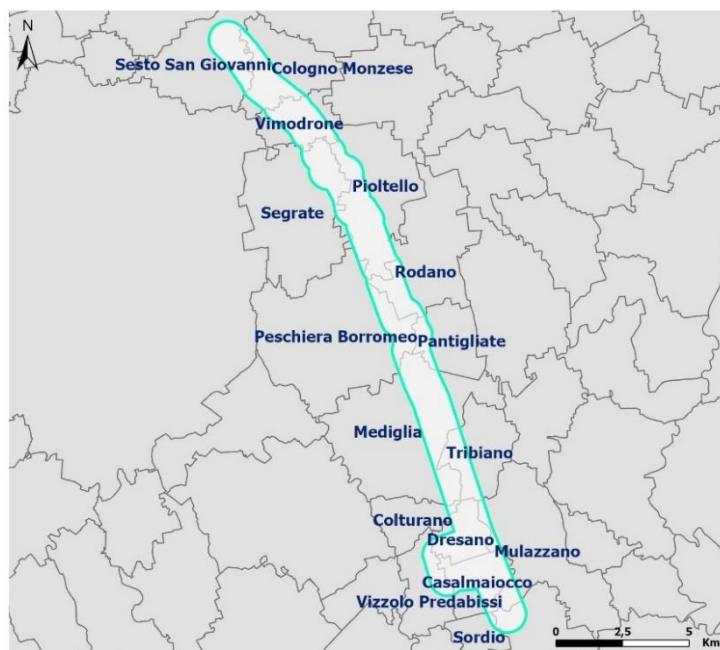 N
Sesto San Giovanni
Cologno Monzese
Vimodrone
Pioltello
Segrate
Rodano
Peschiera Borromeo
Pantigliate
Mediglia
Tribiano
Colturano
Dresano
Mulazzano
Casalmaiocco
Vizzolo Predabissi
Sordio
0 2,5 5
Km